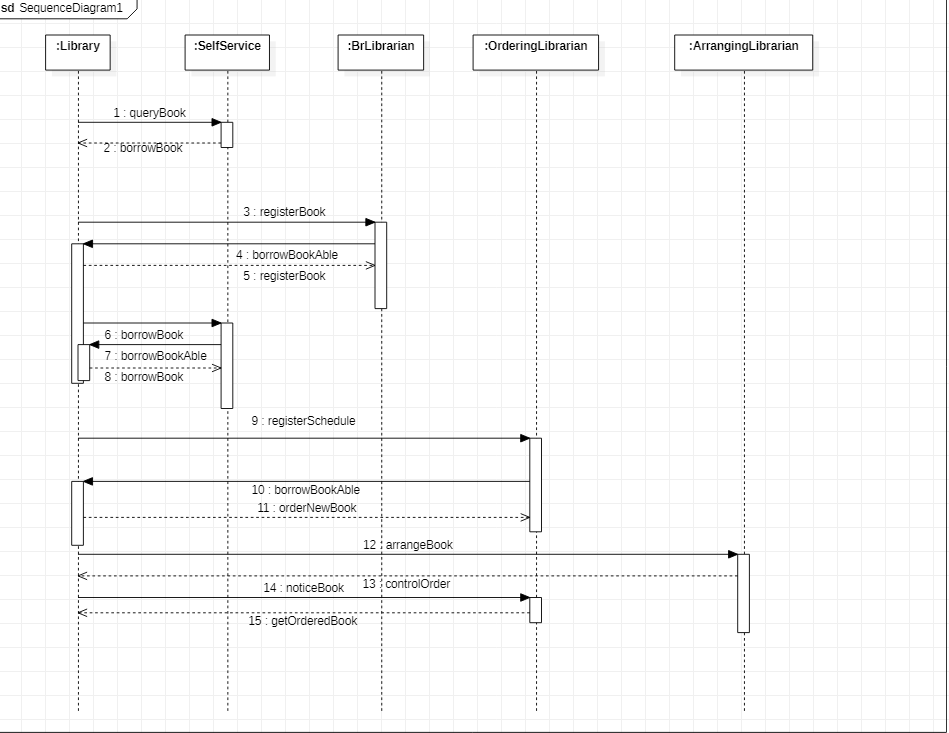 sd SequenceDiagram1
:Library
:SelfService
:BrLibrarian
:OrderingLibrarian
:ArrangingLibrarian
1 : queryBook
2 : borrowBook
3 : registerBook
4 : borrowBookAble
5 : registerBook
6 : borrowBook
7 : borrowBookAble
8 : borrowBook
9 : registerSchedule
10 : borrowBookAble
11 : orderNewBook
12 : arrangeBook
13 : controlOrder
14 : noticeBook
15 : getOrderedBook